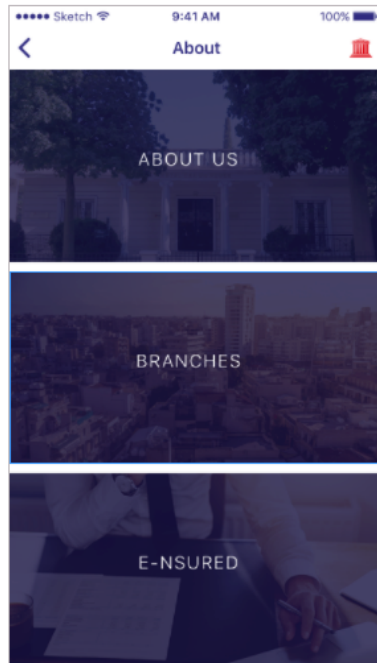 Sketch 9:41 AM 100%
About
ABOUT US
BRANCHES
E-NSURED